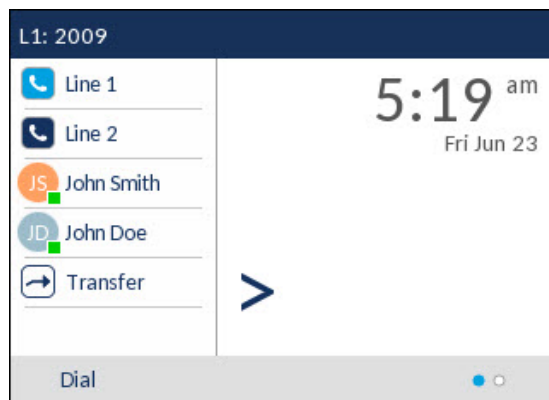 L1: 2009
Line 1
Line 2
JS John Smith
JD John Doe
Transfer
5:19 am
Fri Jun 23
>
Dial